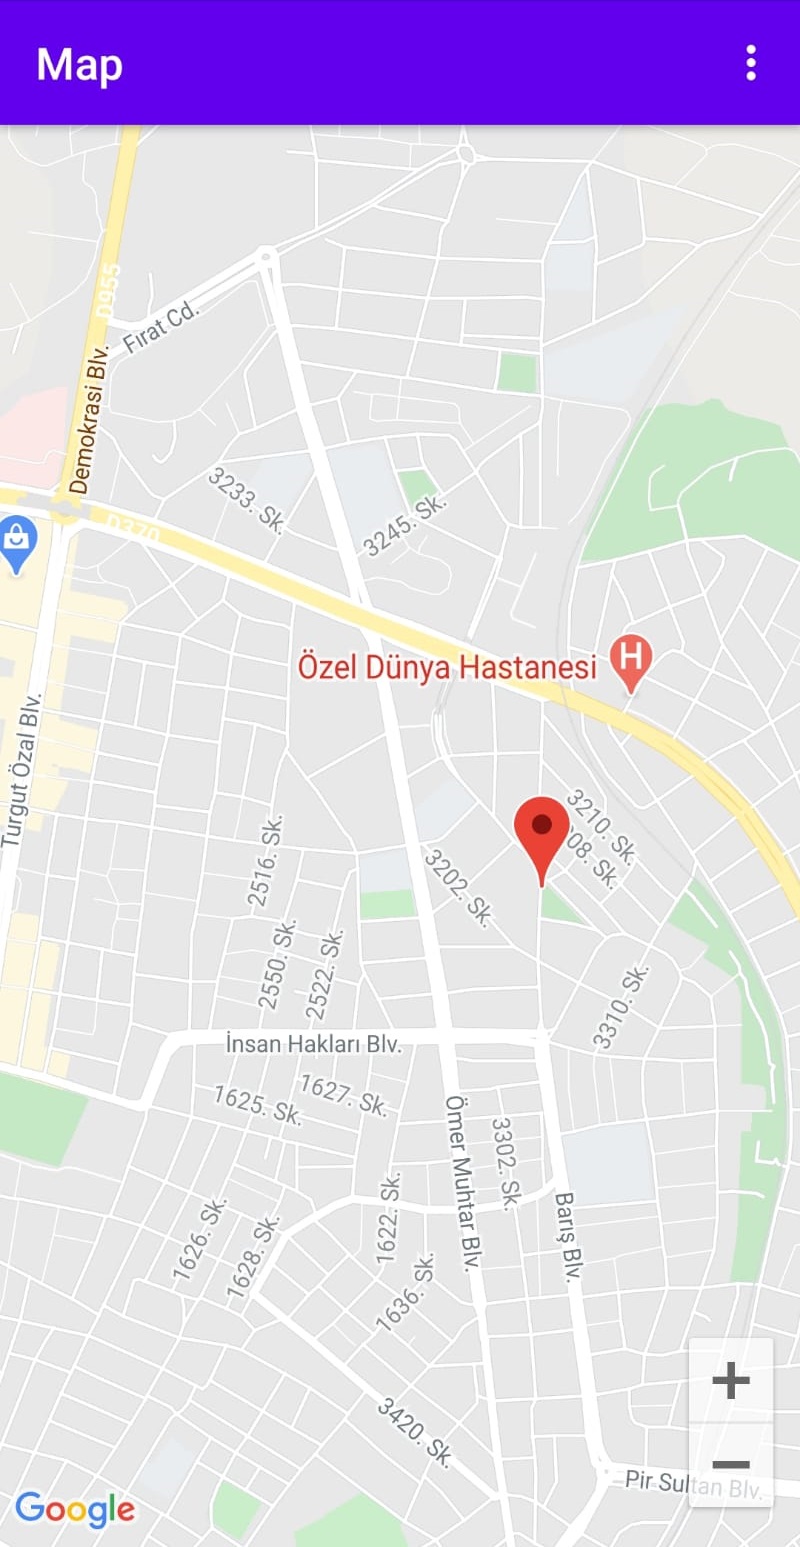 Map
D955
Fırat Cd.
Demokrasi Blv.
3233. Sk.
3245. Sk.
D370
Özel Dünya Hastanesi
H
Turgut Özal Blv.
3210. Sk.
08. Sk.
2516. Sk.
3202. Sk.
2550. Sk.
2522. Sk.
3310. Sk.
İnsan Hakları Blv.
1625. Sk.
1627. Sk.
Ömer Muhtar Blv.
3302. Sk.
1622. Sk.
Barış Blv.
1626. Sk.
1628. Sk.
1636. Sk.
+
3420. Sk.
−
Pir Sultan Blv.
Google